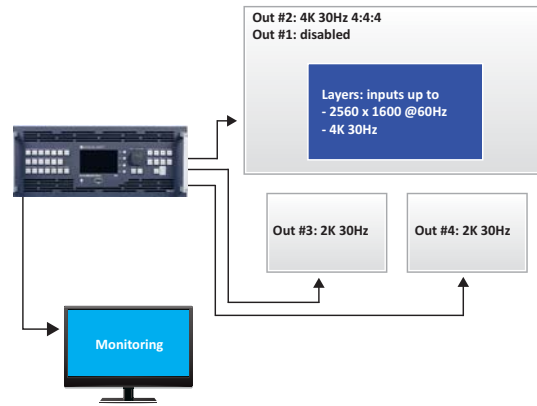 Out #2: 4K 30Hz 4:4:4
Out #1: disabled
Layers: inputs up to
- 2560 x 1600 @60Hz
- 4K 30Hz
Out #3: 2K 30Hz
Out #4: 2K 30Hz
Monitoring